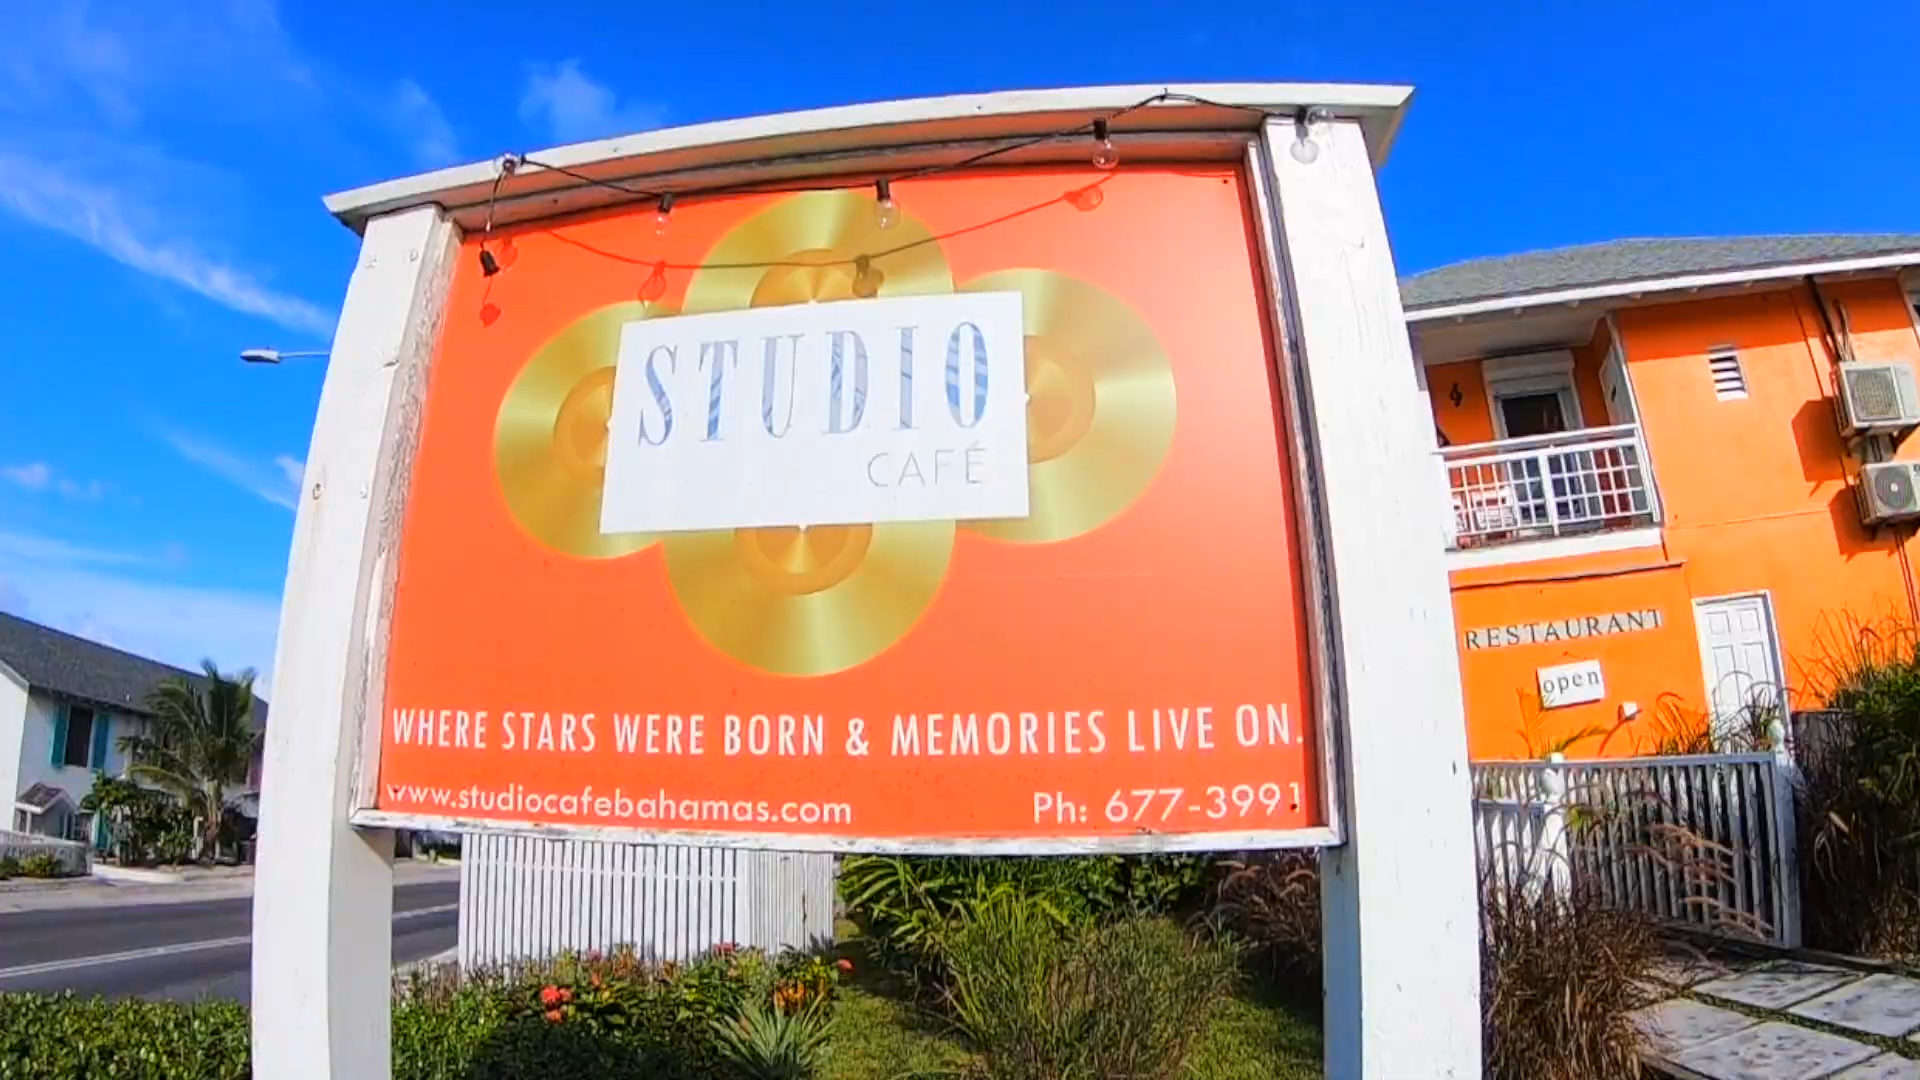 STUDIO
CAFÉ
WHERE STARS WERE BORN & MEMORIES LIVE ON.
www.studiocafebahamas.com
Ph: 677-3991
RESTAURANT
open